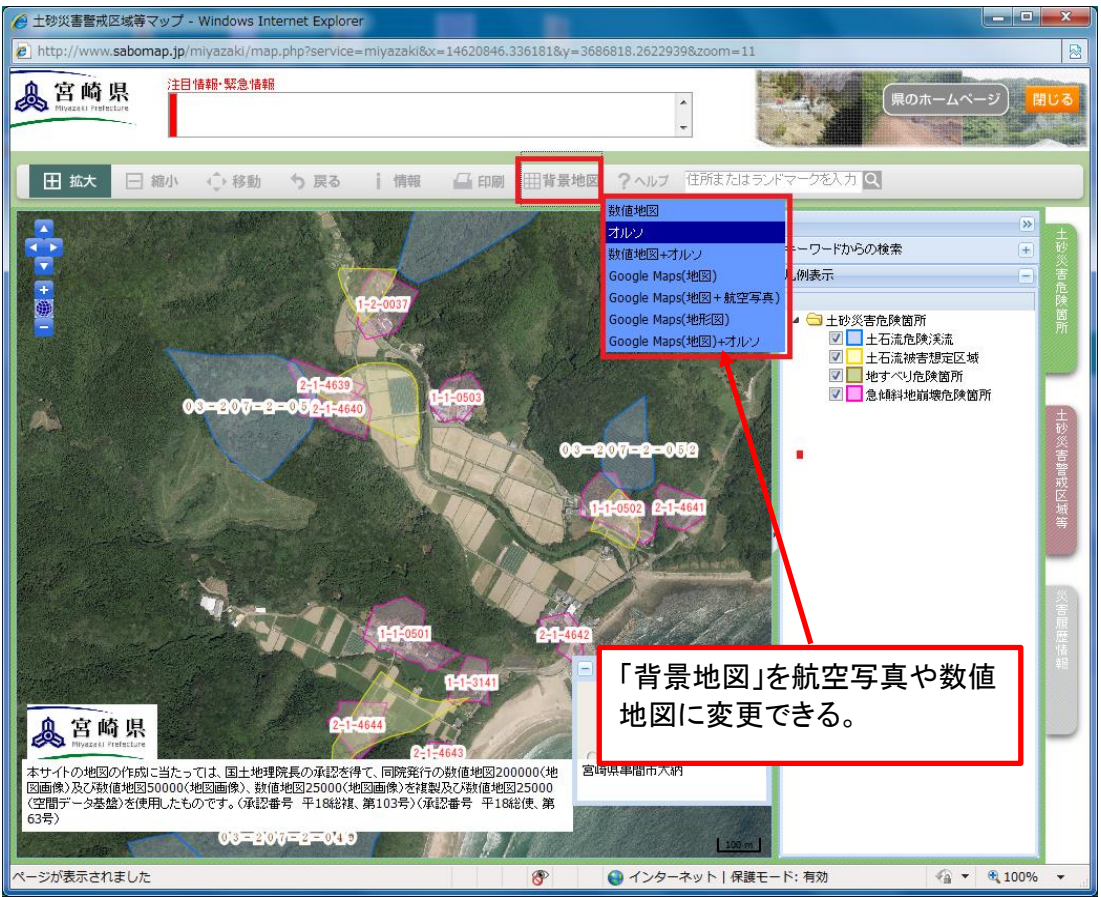 土砂災害警戒区域等マップ - Windows Internet Explorer
http://www.sabomap.jp/miyazaki/map.php?service=miyazaki&x=14620846.336181&y=3686818.2622939&zoom=11
宮崎県
Miyazaki Prefecture
注目情報・緊急情報
県のホームページ
閉じる
拡大
縮小
移動
戻る
情報
印刷
背景地図
ヘルプ
住所またはランドマークを入力
数値地図
オルソ
数値地図+オルソ
Google Maps(地図)
Google Maps(地図+航空写真)
Google Maps(地形図)
Google Maps(地図)+オルソ
キーワードからの検索
凡例表示
土砂災害危険箇所
土石流危険渓流
土石流被害想定区域
地すべり危険箇所
急傾斜地崩壊危険箇所
土砂災害危険箇所
土砂災害警戒区域等
災害履歴情報
1-2-0037
2-1-4639
03-207-2-05
2-1-4640
1-1-0503
03-207-2-052
1-1-0502
2-1-4641
1-1-0501
2-1-4642
1-1-3141
2-1-4644
2-1-4643
「背景地図」を航空写真や数値
地図に変更できる。
宮崎県
Miyazaki Prefecture
宮崎県串間市大納
本サイトの地図の作成に当たっては、国土地理院長の承認を得て、同院発行の数値地図200000(地
図画像)及び数値地図50000(地図画像)、数値地図25000(地図画像)を複製及び数値地図25000
(空間データ基盤)を使用したものです。(承認番号 平18総複、第103号)(承認番号 平18総使、第
63号)
03-207-2-049
100 m
ページが表示されました
インターネット | 保護モード: 有効
100%